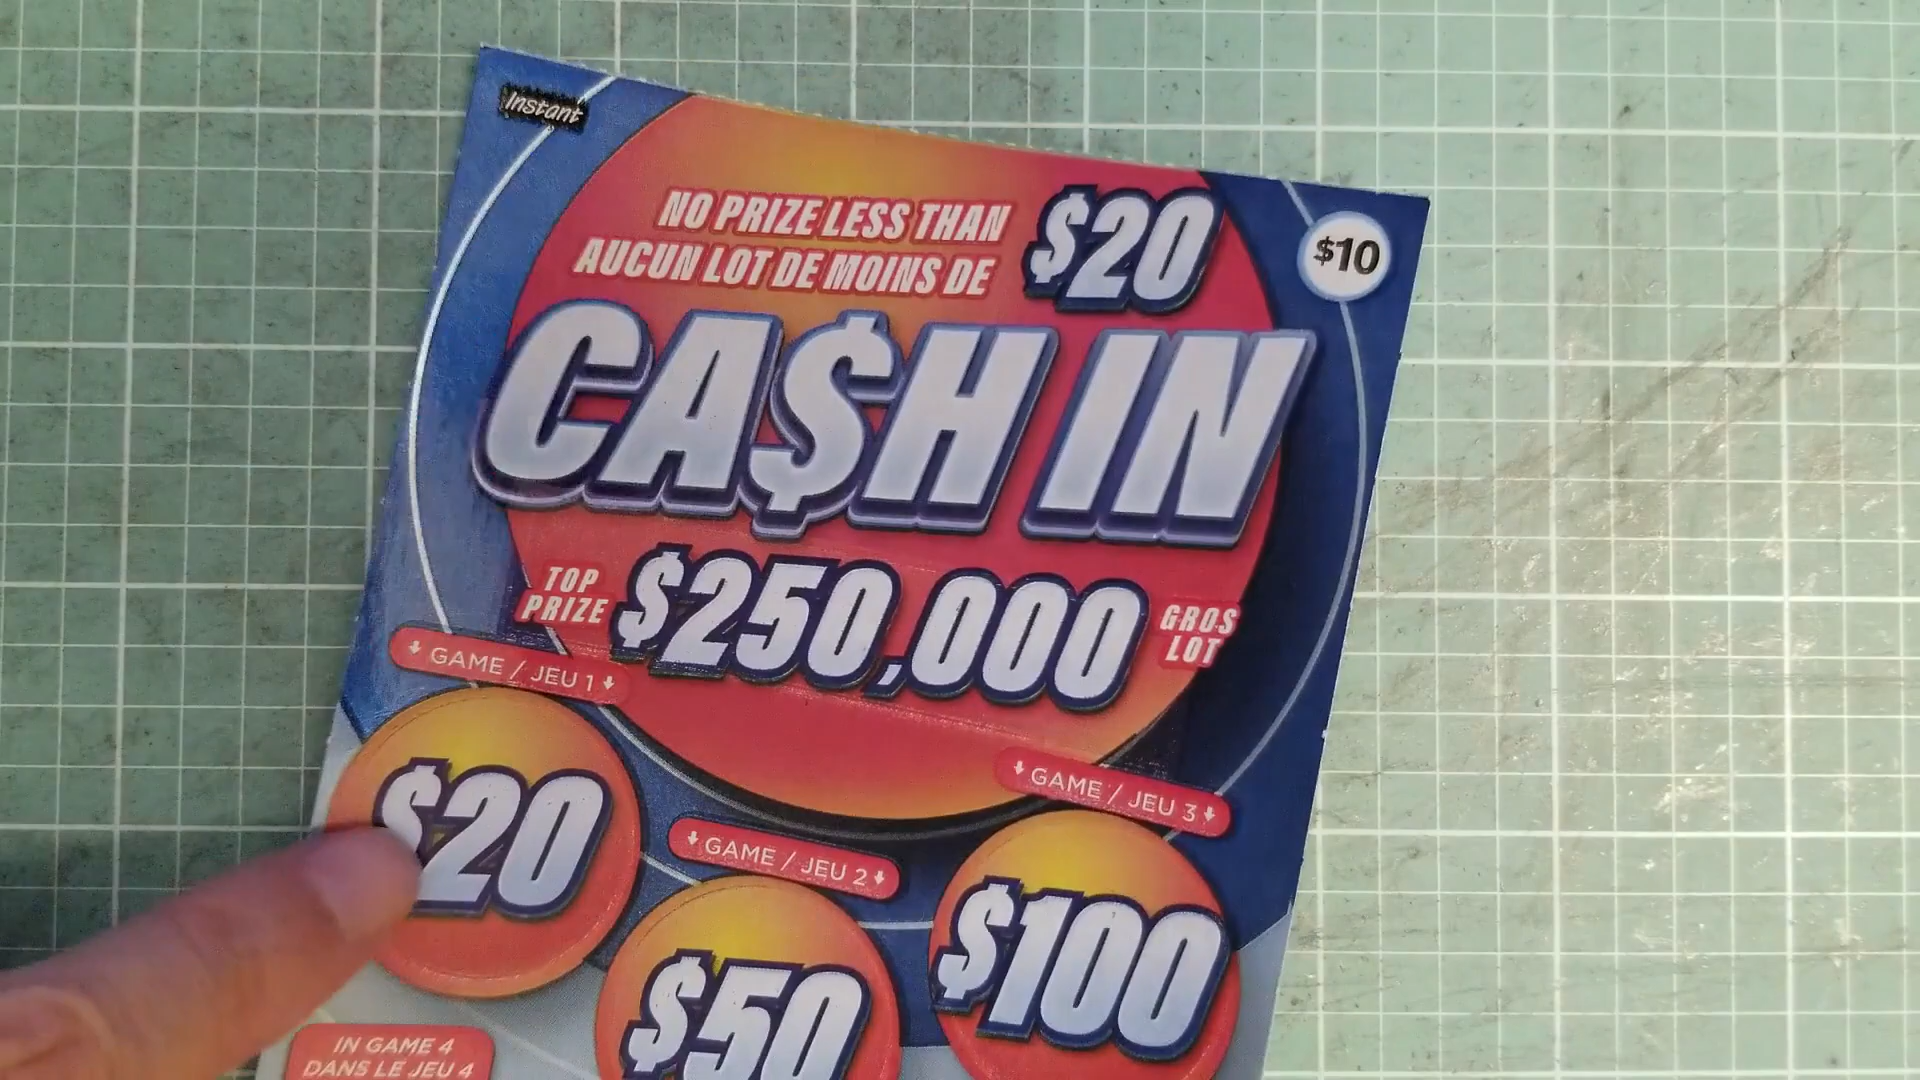 Instant
NO PRIZE LESS THAN
AUCUN LOT DE MOINS DE
$20
$10
CA$H IN
TOP
PRIZE
$250,000
GROS
LOT
GAME / JEU 1
$20
GAME / JEU 2
$50
GAME / JEU 3
$100
IN GAME 4
DANS LE JEU 4